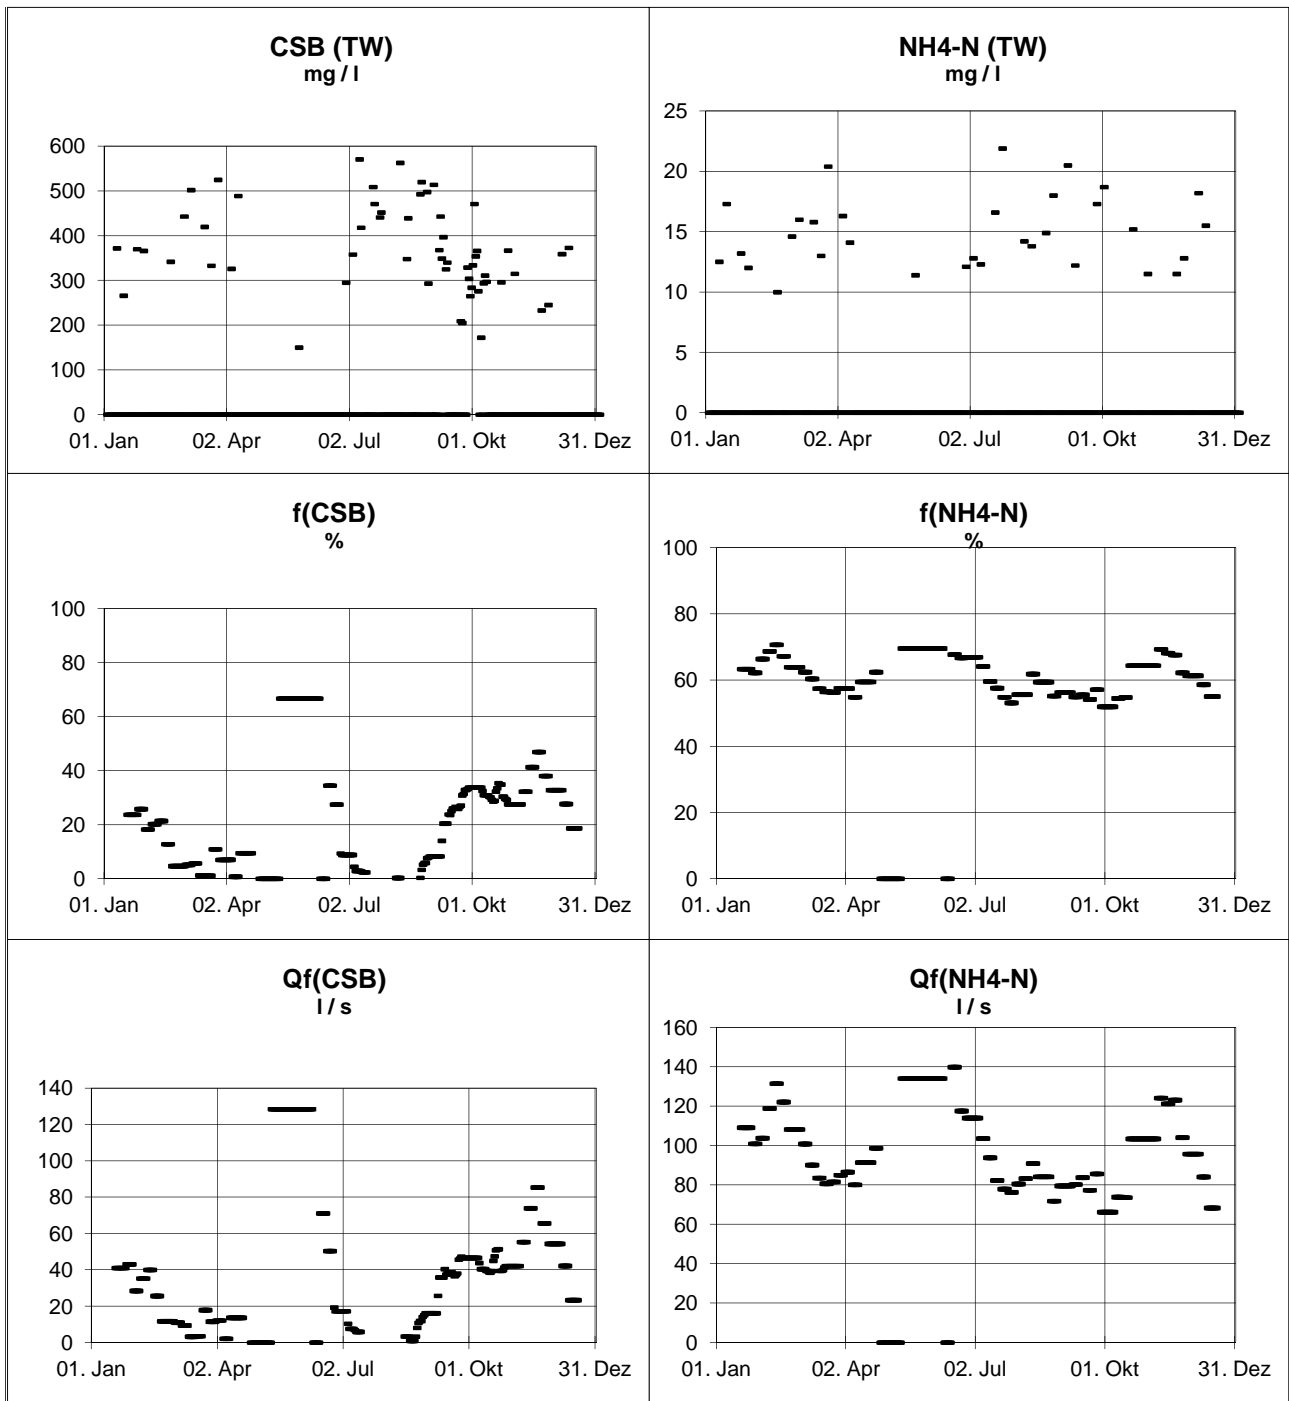 CSB (TW)
mg / l
600
500
400
300
200
100
0
01. Jan 02. Apr 02. Jul 01. Okt 31. Dez
NH4-N (TW)
mg / l
25
20
15
10
5
0
01. Jan 02. Apr 02. Jul 01. Okt 31. Dez
f(CSB)
%
100
80
60
40
20
0
01. Jan 02. Apr 02. Jul 01. Okt 31. Dez
f(NH4-N)
%
100
80
60
40
20
0
01. Jan 02. Apr 02. Jul 01. Okt 31. Dez
Qf(CSB)
l / s
140
120
100
80
60
40
20
0
01. Jan 02. Apr 02. Jul 01. Okt 31. Dez
Qf(NH4-N)
l / s
160
140
120
100
80
60
40
20
0
01. Jan 02. Apr 02. Jul 01. Okt 31. Dez